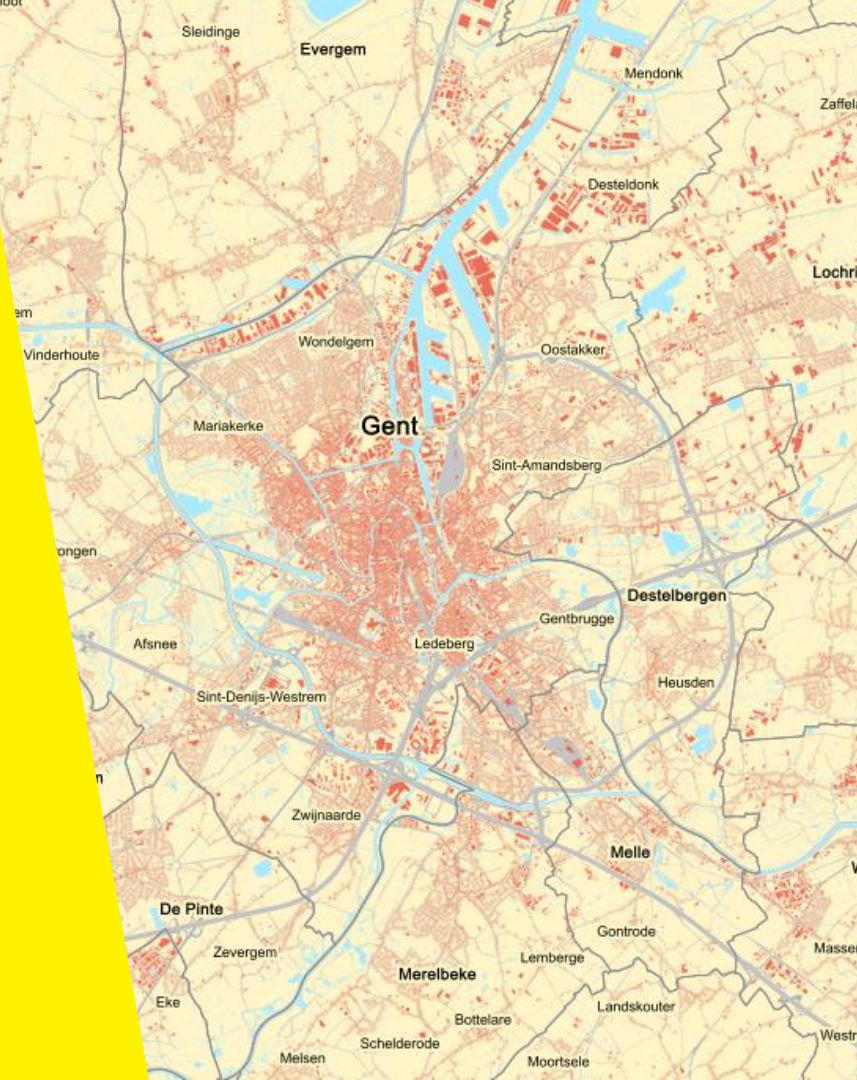 Sleidinge
Evergem
Mendonk
Desteldonk
Vinderhoute
Wondelgem
Oostakker
Mariakerke
Gent
Sint-Amandsberg
Destelbergen
Gentbrugge
Afsnee
Ledeberg
Heusden
Sint-Denijs-Westrem
Zwijnaarde
Melle
De Pinte
Gontrode
Zevergem
Lemberge
Merelbeke
Eke
Landskouter
Bottelare
Schelderode
Melsen
Moortsele